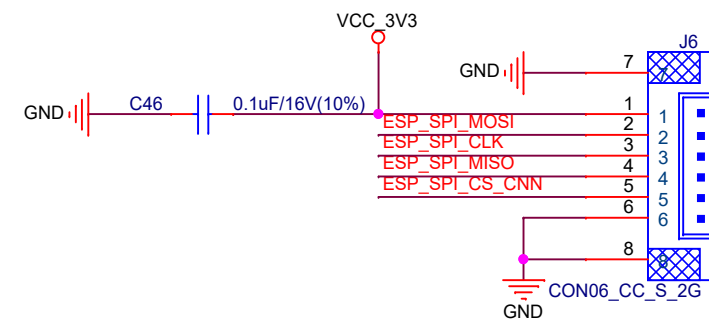 VCC_3V3
J6
GND
7
7
GND
C46
0.1uF/16V(10%)
1
1
ESP_SPI_MOSI
2
2
ESP_SPI_CLK
3
3
ESP_SPI_MISO
4
4
ESP_SPI_CS_CNN
5
5
6
6
8
CON06_CC_S_2G
GND